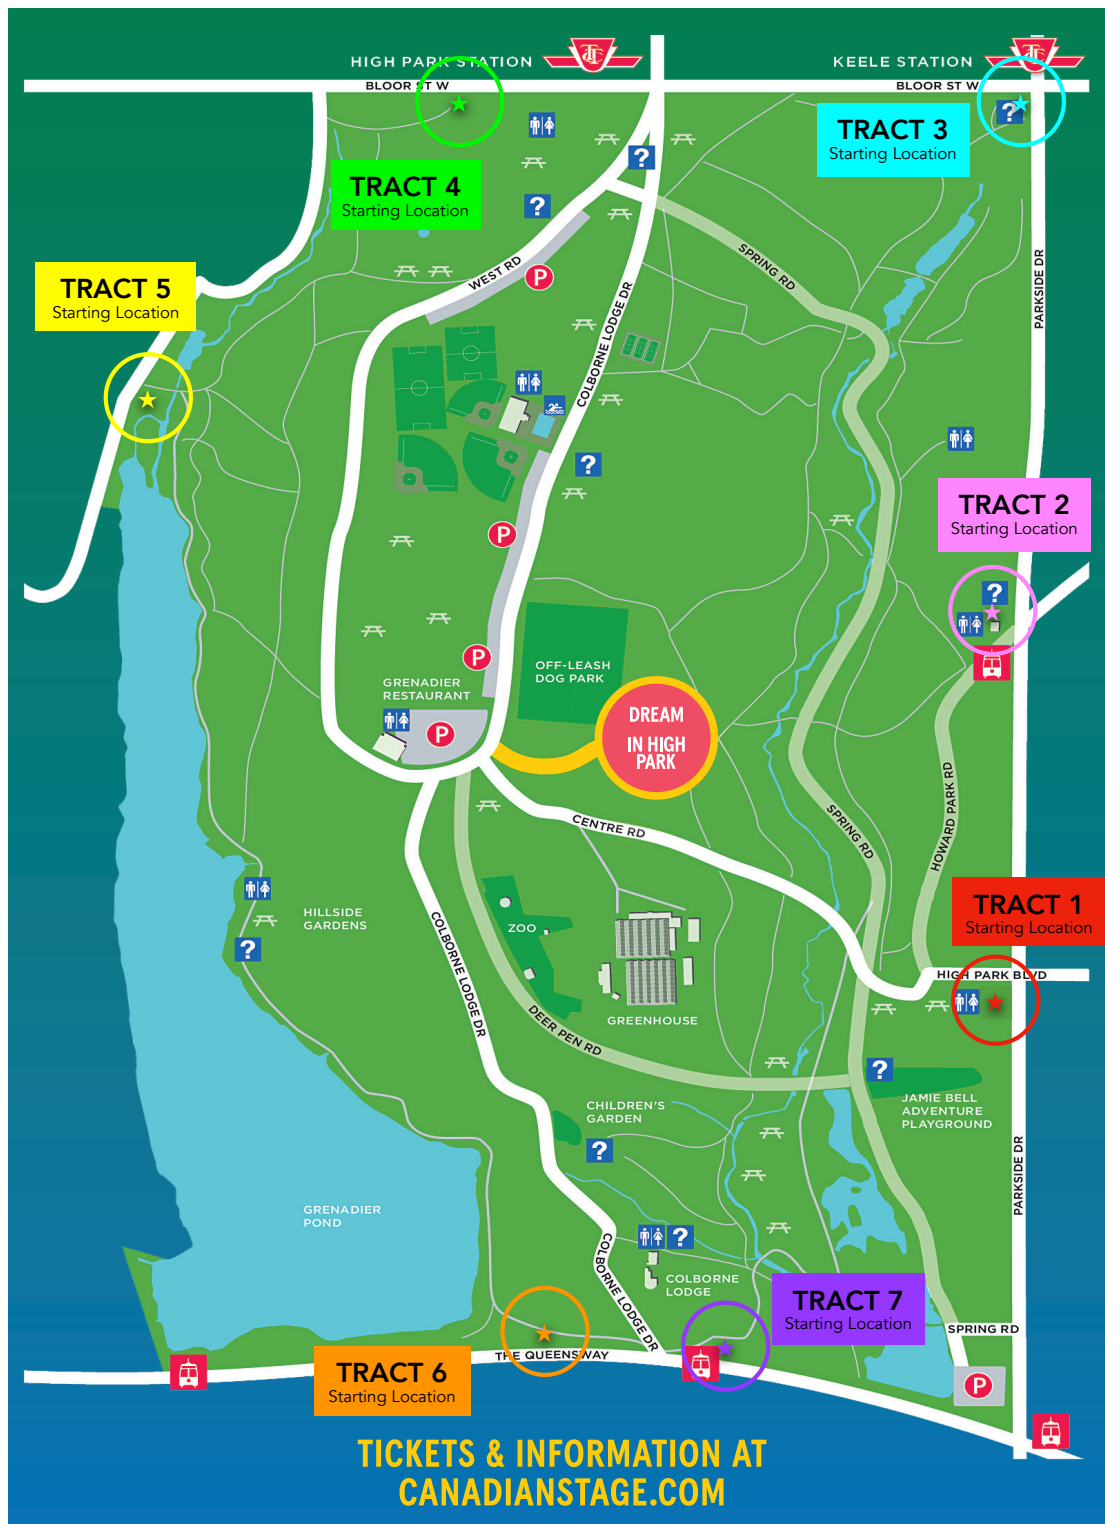 HIGH PARK STATION
KEELE STATION
BLOOR ST W
BLOOR ST W
?
TRACT 3
Starting Location
?
TRACT 4
Starting Location
?
SPRING RD
PARKSIDE DR
WEST RD
P
TRACT 5
Starting Location
COLBORNE LODGE DR
?
TRACT 2
Starting Location
P
?
P
OFF-LEASH
DOG PARK
GRENADIER
RESTAURANT
P
DREAM
IN HIGH
PARK
CENTRE RD
SPRING RD
HOWARD PARK RD
TRACT 1
Starting Location
HILLSIDE
GARDENS
?
COLBORNE LODGE DR
ZOO
HIGH PARK BLVD
GREENHOUSE
DEER PEN RD
?
JAMIE BELL
ADVENTURE
PLAYGROUND
CHILDREN'S
GARDEN
?
PARKSIDE DR
GRENADIER
POND
?
COLBORNE LODGE DR
COLBORNE
LODGE
TRACT 7
Starting Location
SPRING RD
THE QUEENSWAY
TRACT 6
Starting Location
P
TICKETS & INFORMATION AT
CANADIANSTAGE.COM